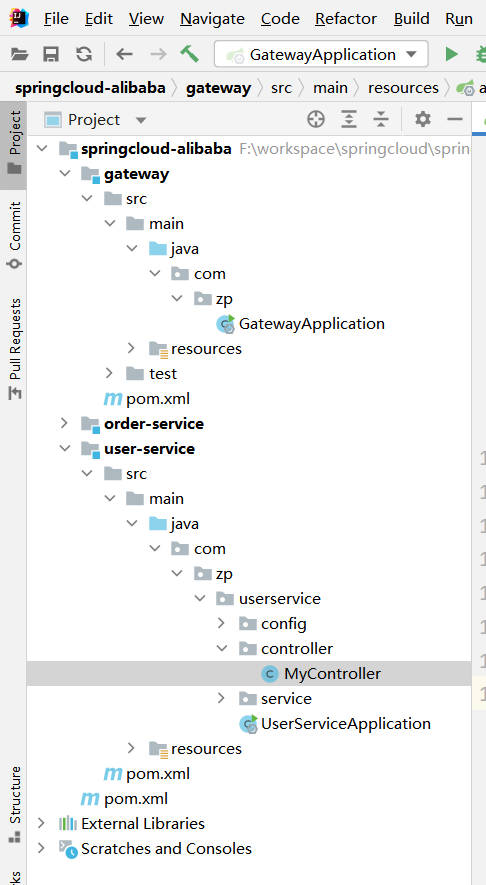 File Edit View Navigate Code Refactor Build Run
GatewayApplication
springcloud-alibaba gateway src main resources
Project
springcloud-alibaba F:\workspace\springcloud\sprin
gateway
src
main
java
com
zp
GatewayApplication
resources
test
pom.xml
order-service
user-service
src
main
java
com
zp
userservice
config
controller
MyController
service
UserServiceApplication
resources
pom.xml
pom.xml
External Libraries
Scratches and Consoles
Project
Commit
Pull Requests
Structure